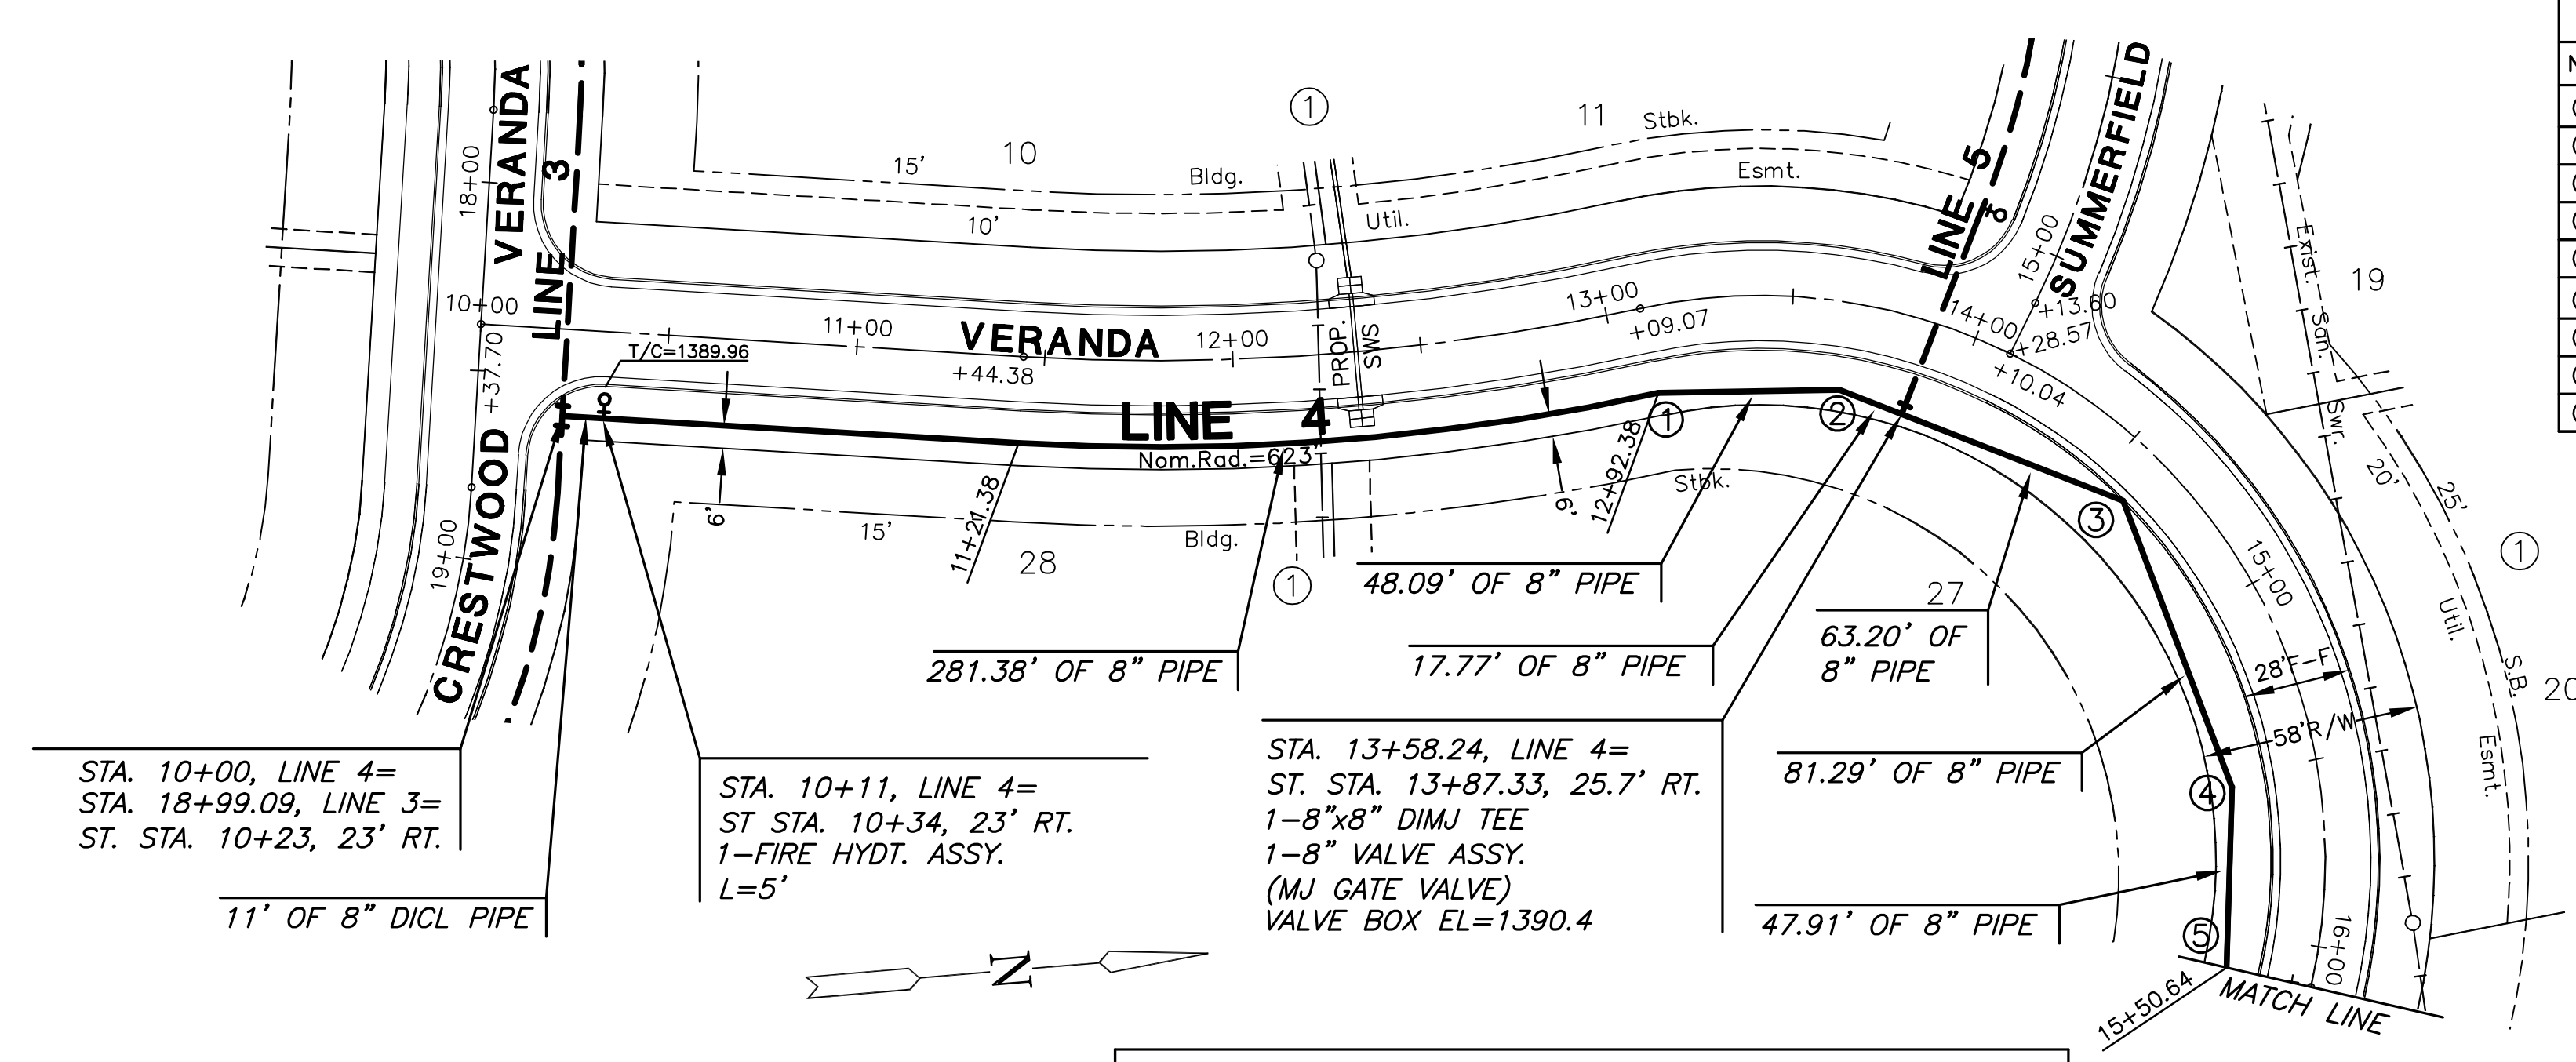 VERANDA
18+00
LINE 3
10+00
+37.70
CRESTWOOD
19+00
10
15'
Bldg.
10'
Util.
1
11
Stbk.
Esmt.
LINE 5
SUMMERFIELD
15+00
+13.60
14+00
+28.57
+10.04
Exist.
San.
Swr.
19
T/C=1389.96
11+00
VERANDA
12+00
+44.38
PROP.
SWS
13+00
+09.07
LINE 4
Nom.Rad.=623'
1
2
3
4
5
6'
15'
11+21.38
28
Bldg.
1
9'
12+92.38
Stbk.
27
20'
25'
1
Util.
S.B.
20
Esmt.
15+00
28'F-F
58'R/W
16+00
48.09' OF 8" PIPE
281.38' OF 8" PIPE
17.77' OF 8" PIPE
63.20' OF
8" PIPE
81.29' OF 8" PIPE
47.91' OF 8" PIPE
STA. 10+00, LINE 4=
STA. 18+99.09, LINE 3=
ST. STA. 10+23, 23' RT.
11' OF 8" DICL PIPE
STA. 10+11, LINE 4=
ST STA. 10+34, 23' RT.
1-FIRE HYDT. ASSY.
L=5'
STA. 13+58.24, LINE 4=
ST. STA. 13+87.33, 25.7' RT.
1-8"x8" DIMJ TEE
1-8" VALVE ASSY.
(MJ GATE VALVE)
VALVE BOX EL=1390.4
N
15+50.64
MATCH LINE